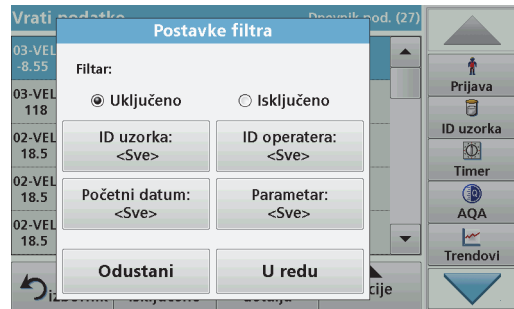 Vrati podatke
Dnevnik pod. (27)
Postavke filtra
Filtar:
Uključeno
Isključeno
ID uzorka:
<Sve>
ID operatera:
<Sve>
Početni datum:
<Sve>
Parametar:
<Sve>
Odustani
U redu
03-VEL
-8.55
03-VEL
118
02-VEL
18.5
02-VEL
18.5
02-VEL
18.5
Prijava
ID uzorka
Timer
AQA
Trendovi